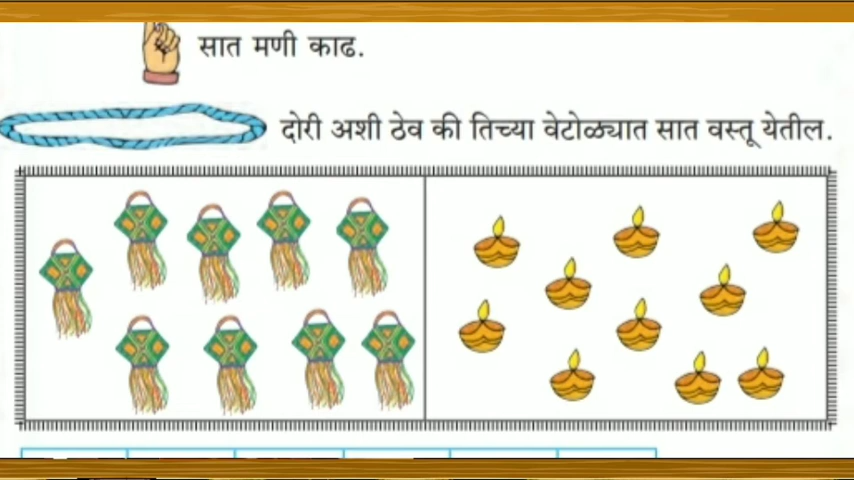 सात मणी काढ.
दोरी अशी ठेव की तिच्या वेटोळ्यात सात वस्तू येतील.